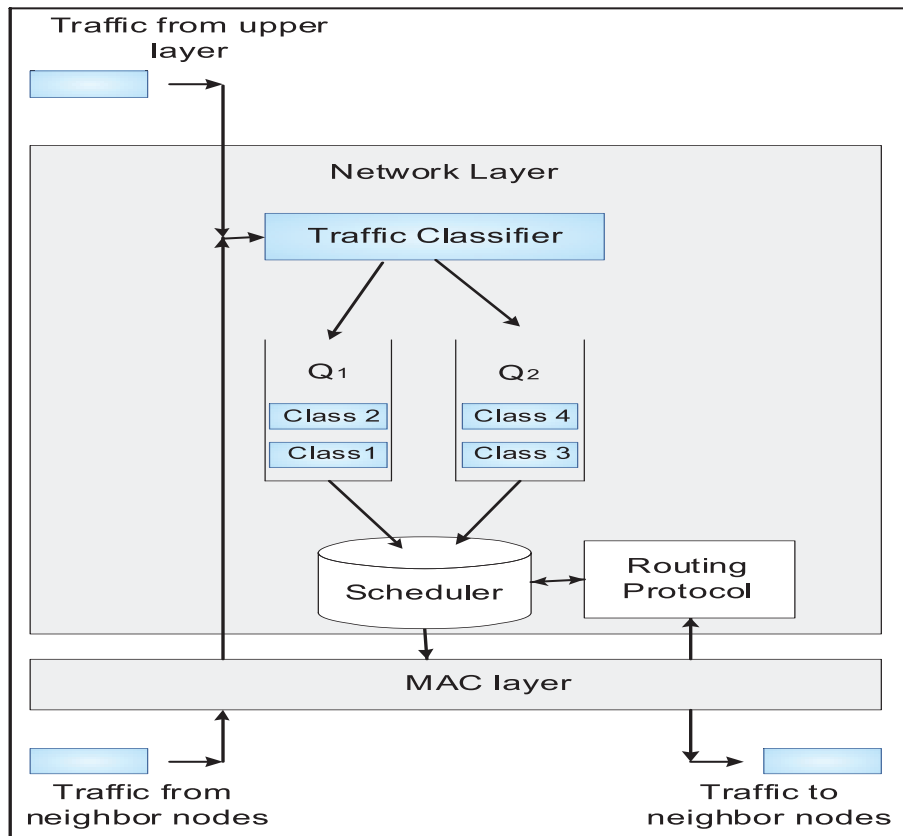 Traffic from upper
layer
Network Layer
Traffic Classifier
Q1
Q2
Class 2
Class1
Class 4
Class 3
Scheduler
Routing
Protocol
MAC layer
Traffic from
neighbor nodes
Traffic to
neighbor nodes